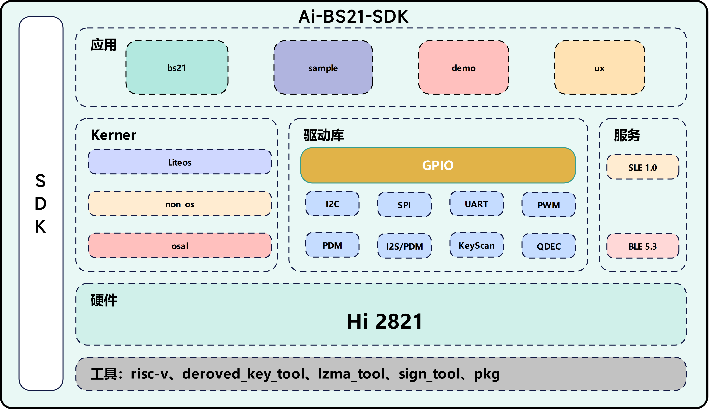 Ai-BS21-SDK
SDK
应用
bs21
sample
demo
ux
Kerner
Liteos
non_os
osal
驱动库
GPIO
I2C
SPI
UART
PWM
PDM
I2S/PDM
KeyScan
QDEC
服务
SLE 1.0
BLE 5.3
硬件
Hi 2821
工具：risc-v、deroved_key_tool、lzma_tool、sign_tool、pkg